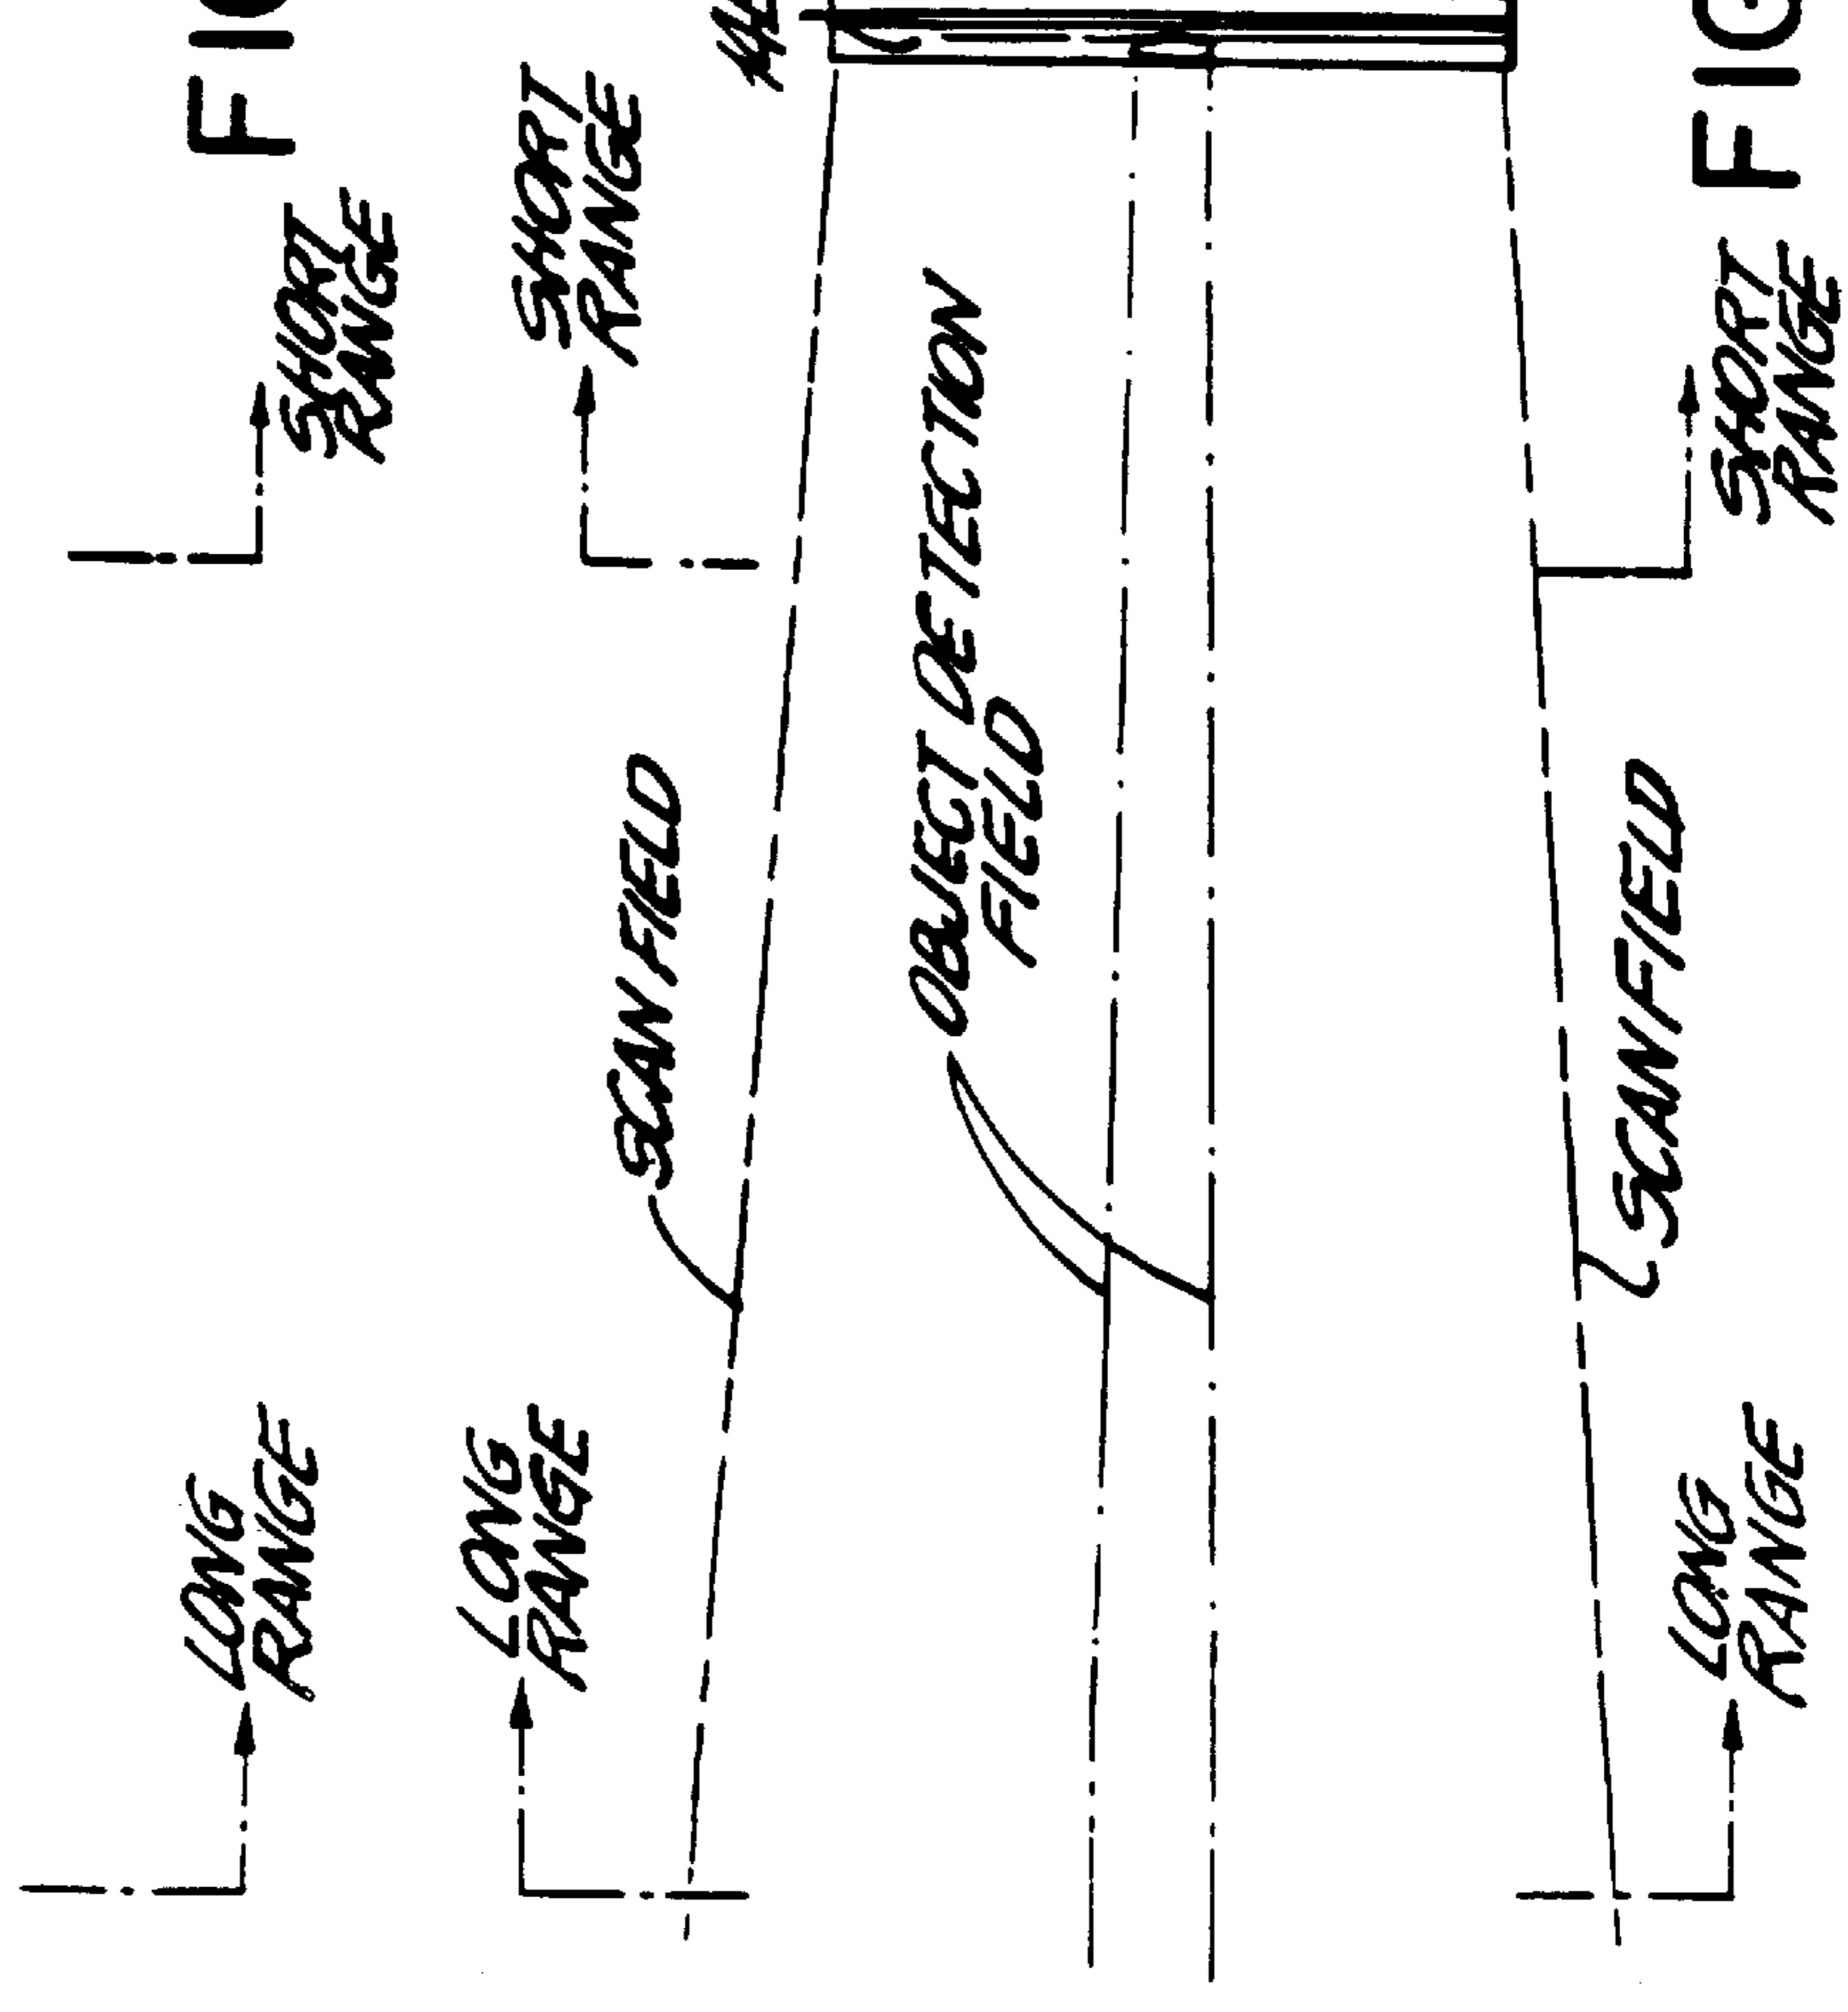 FIG
SHORT
RANGE
LONG
RANGE
SHORT
RANGE
LONG
RANGE
SCAN FIELD
OBJECT DETECTION
FIELD
SCAN FIELD
FIG
SHORT
RANGE
LONG
RANGE